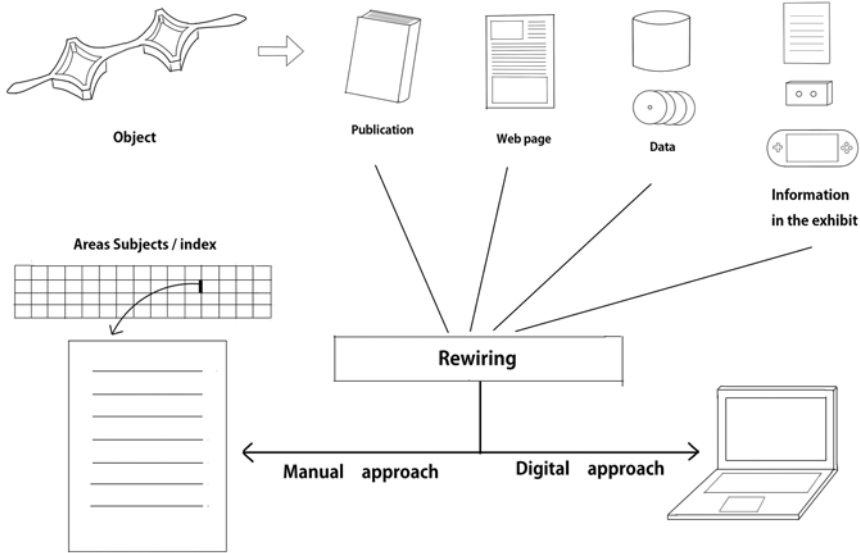 Object
Publication
Web page
Data
Information
in the exhibit
Areas Subjects / index
Rewiring
Manual approach
Digital approach